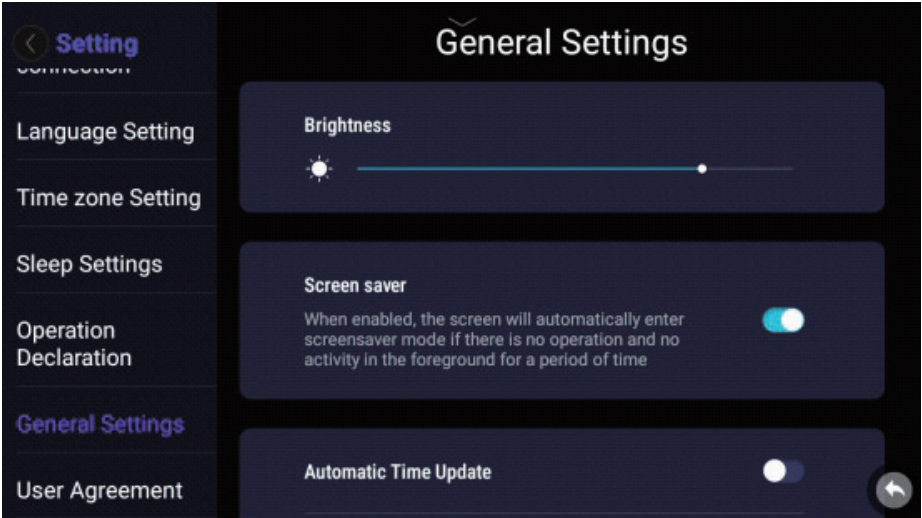 Setting
connection
Language Setting
Time zone Setting
Sleep Settings
Operation
Declaration
General Settings
User Agreement
General Settings
Brightness
Screen saver
When enabled, the screen will automatically enter
screensaver mode if there is no operation and no
activity in the foreground for a period of time
Automatic Time Update